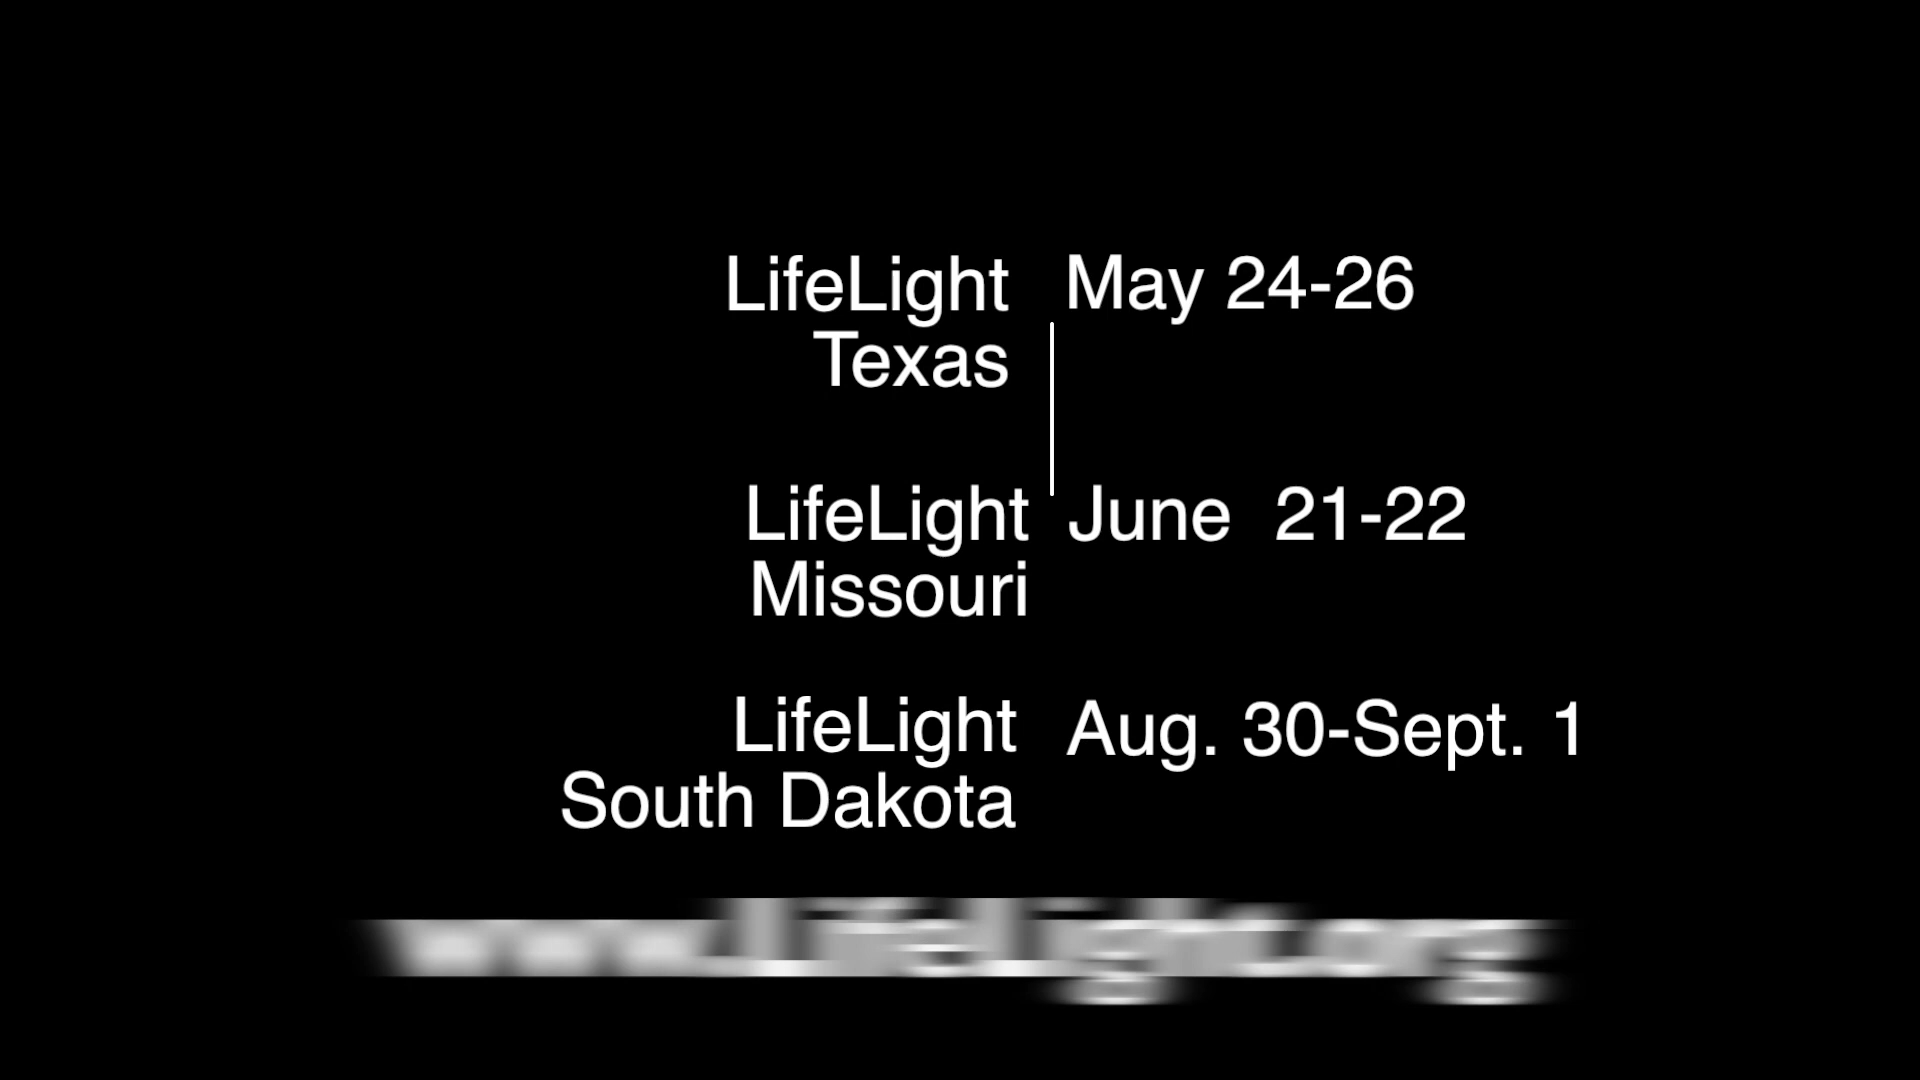 LifeLight May 24-26
Texas
LifeLight June 21-22
Missouri
LifeLight Aug. 30-Sept. 1
South Dakota